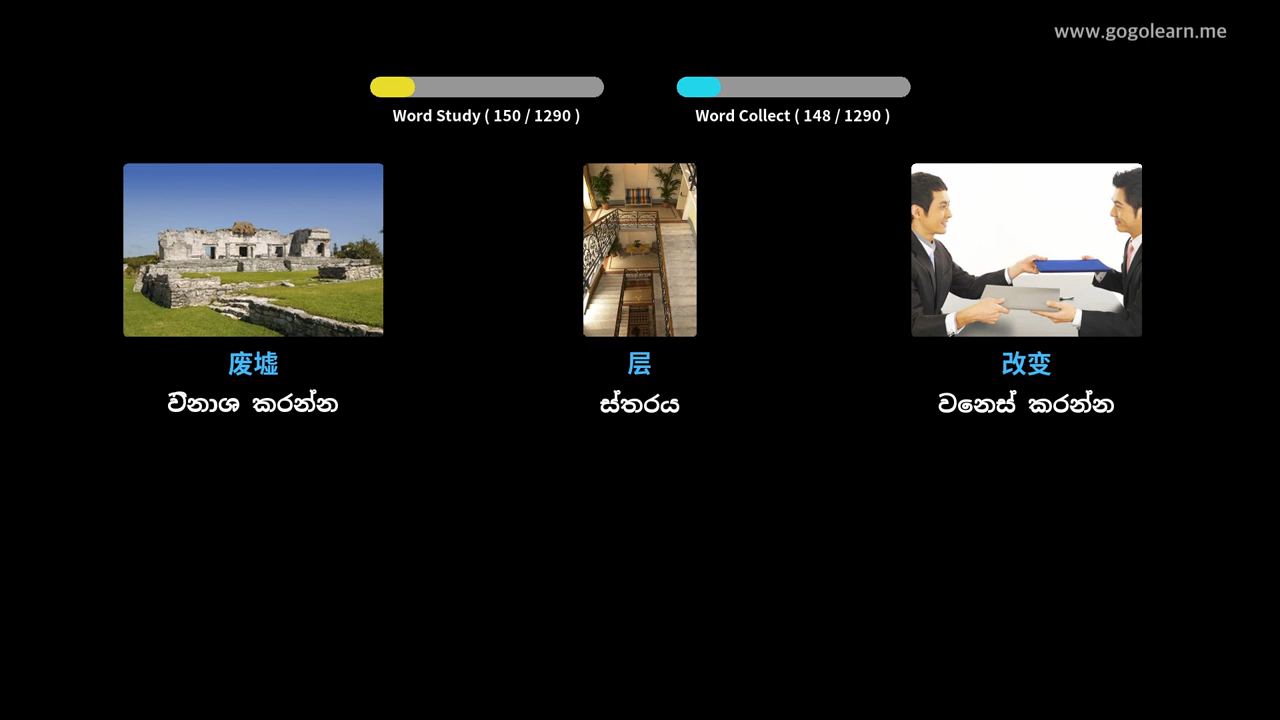 www.gogolearn.me
Word Study ( 150 / 1290 )
Word Collect ( 148 / 1290 )
废墟
层
改变
විනාශ කරන්න
ස්තරය
වනෙස් කරන්න